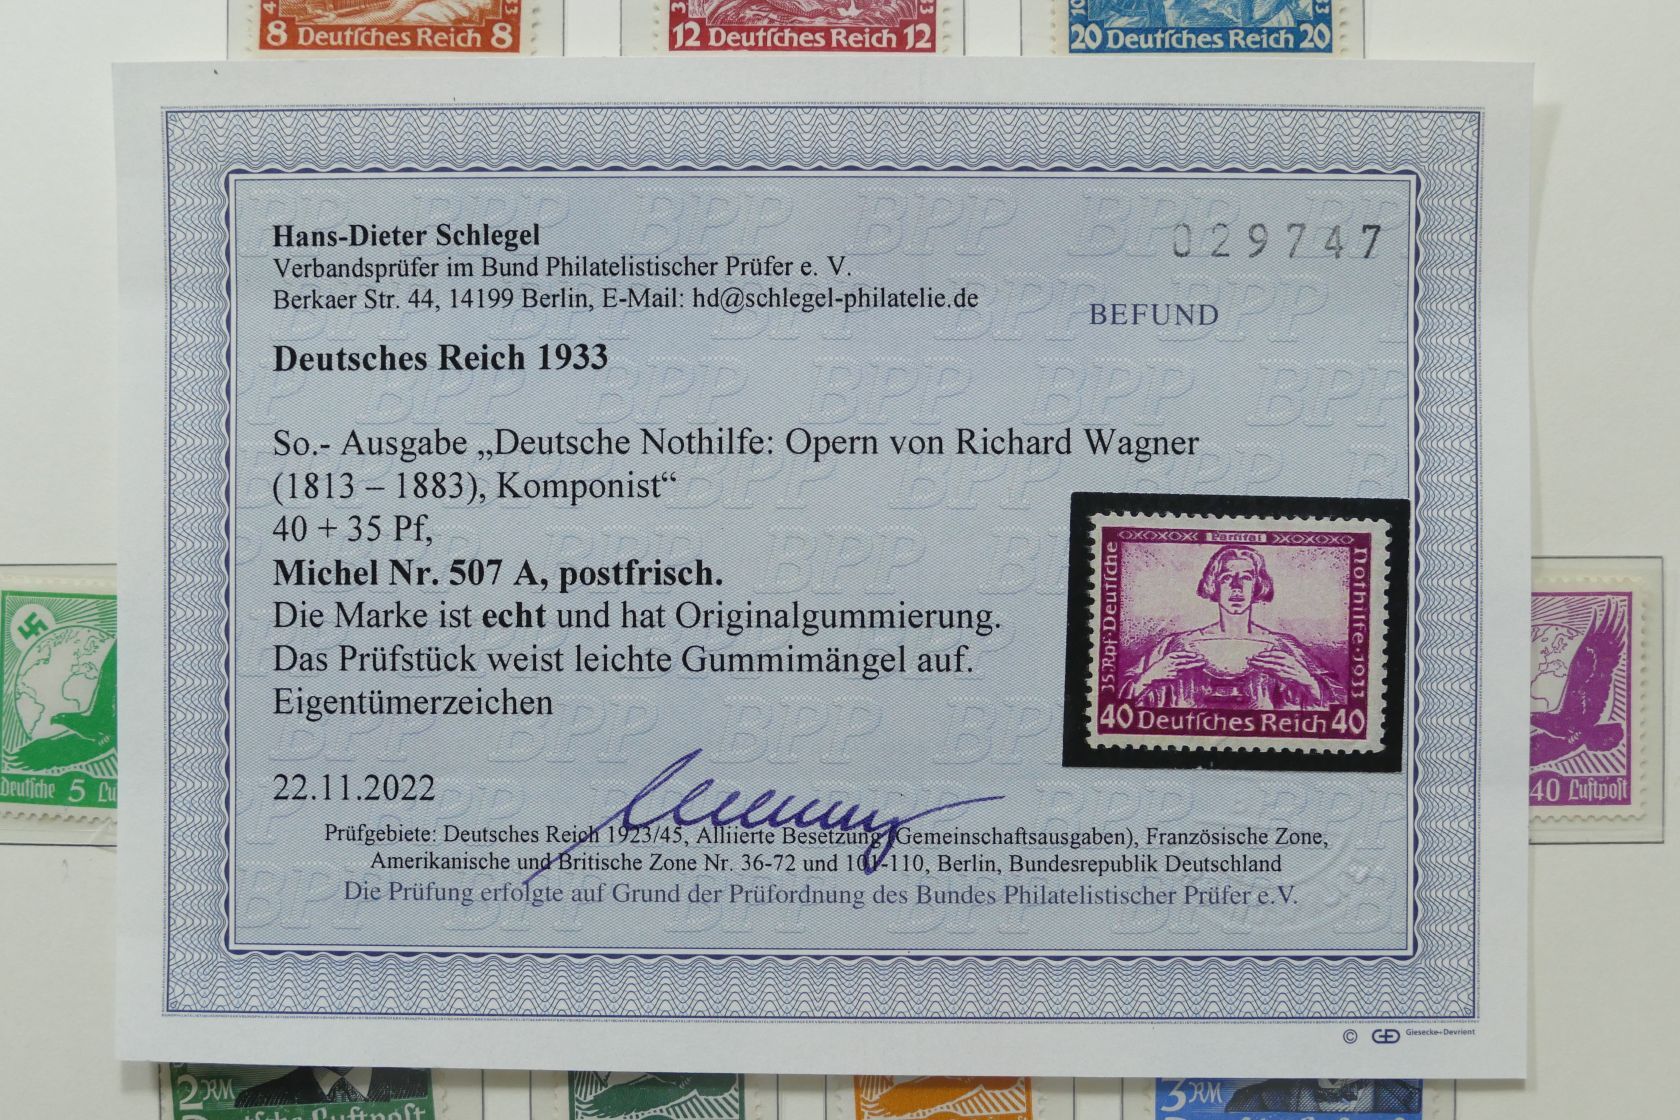 8 Deutsches Reich 8
12 Deutsches Reich 12
20 Deutsches Reich 20
Hans-Dieter Schlegel
029747
Verbandsprüfer im Bund Philatelistischer Prüfer e. V.
Berkaer Str. 44, 14199 Berlin, E-Mail: hd@schlegel-philatelie.de
BEFUND
Deutsches Reich 1933
So.- Ausgabe „Deutsche Nothilfe: Opern von Richard Wagner
(1813 – 1883), Komponist“
40 + 35 Pf,
Michel Nr. 507 A, postfrisch.
Die Marke ist echt und hat Originalgummierung.
Das Prüfstück weist leichte Gummimängel auf.
Eigentümerzeichen
Parsifal
35 Rpf·Deutsche
Nothilfe·1933
40 Deutsches Reich 40
22.11.2022
Prüfgebiete: Deutsches Reich 1923/45, Alliierte Besetzung (Gemeinschaftsausgaben), Französische Zone,
Amerikanische und Britische Zone Nr. 36-72 und 101-110, Berlin, Bundesrepublik Deutschland
Die Prüfung erfolgte auf Grund der Prüfordnung des Bundes Philatelistischer Prüfer e.V.
© GD Giesecke+Devrient
Deutsche 5 Lu
40 Luftpost
2 RM
Deutsche Luftpost
3 RM